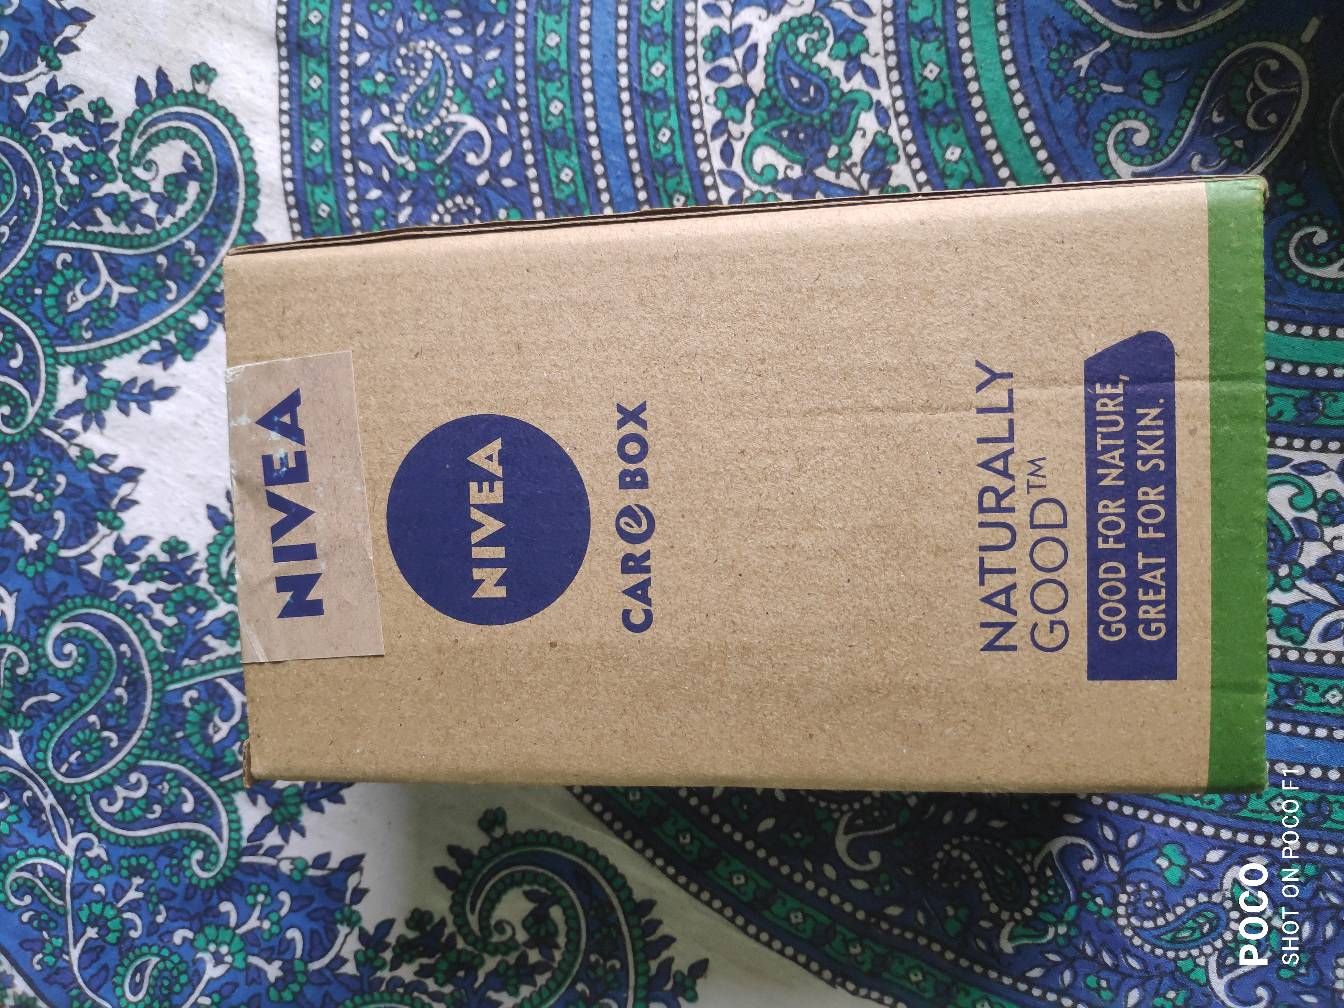 NIVEA
NIVEA
CARE BOX
NATURALLY
GOOD™
GOOD FOR NATURE,
GREAT FOR SKIN.
POCO
SHOT ON POCO F1